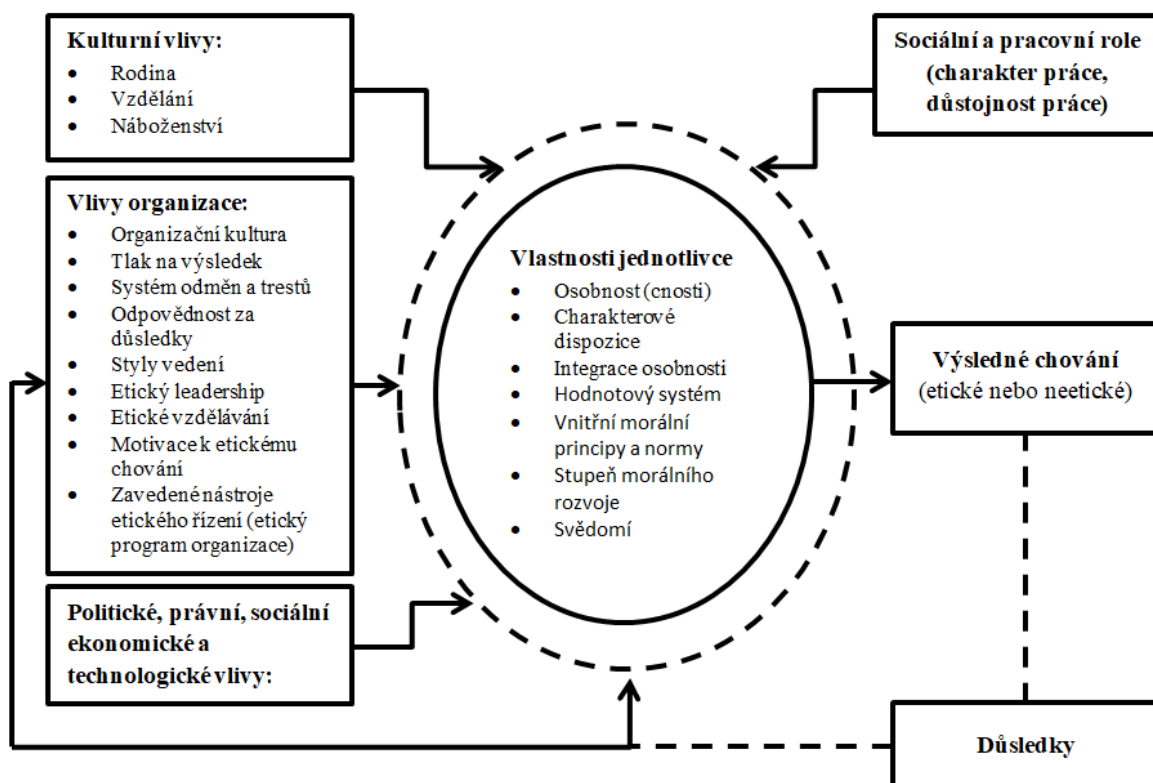 Kulturní vlivy:
• Rodina
• Vzdělání
• Náboženství
Sociální a pracovní role
(charakter práce,
důstojnost práce)
Vlivy organizace:
• Organizační kultura
• Tlak na výsledek
• Systém odměn a trestů
• Odpovědnost za
důsledky
• Styly vedení
• Etický leadership
• Etické vzdělávání
• Motivace k etickému
chování
• Zavedené nástroje
etického řízení (etický
program organizace)
Vlastnosti jednotlivce
• Osobnost (cnosti)
• Charakterové
dispozice
• Integrace osobnosti
• Hodnotový systém
• Vnitřní morální
principy a normy
• Stupeň morálního
rozvoje
• Svědomí
Výsledné chování
(etické nebo neetické)
Politické, právní, sociální
ekonomické a
technologické vlivy:
Důsledky